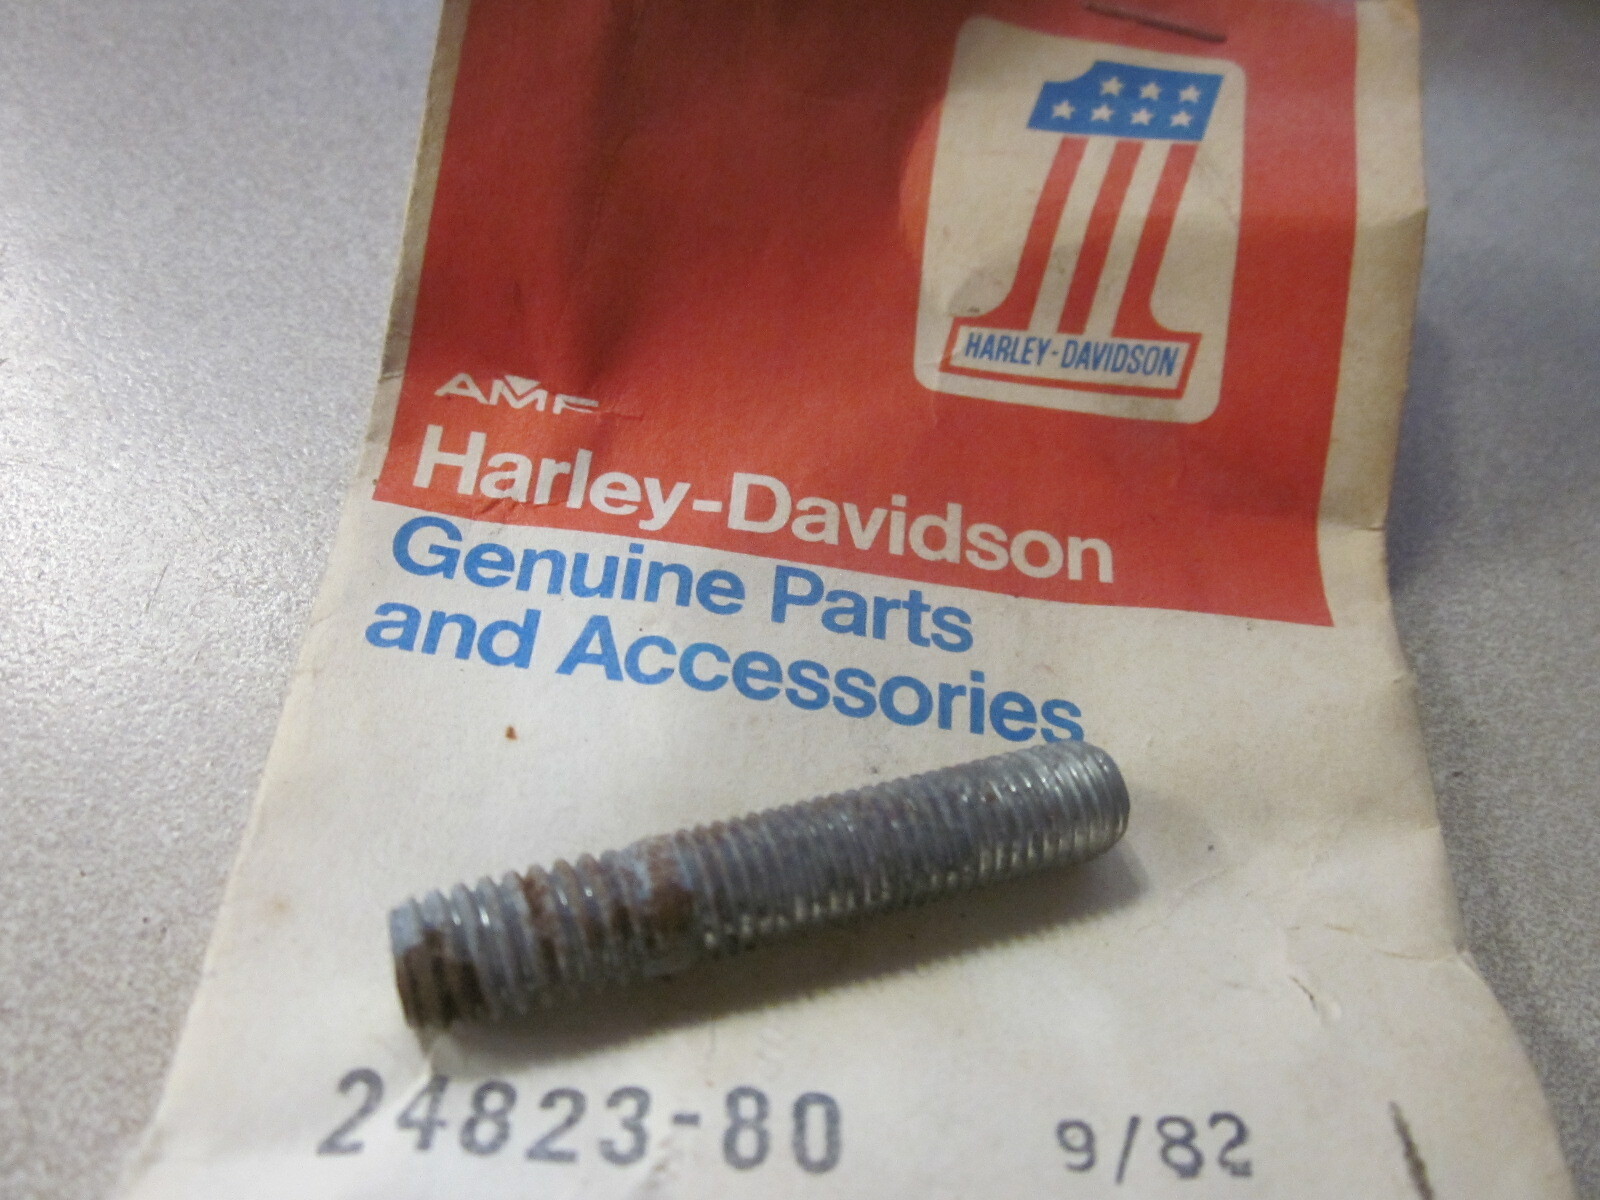 HARLEY-DAVIDSON
AMF
Harley-Davidson
Genuine Parts
and Accessories
24823-80 9/82